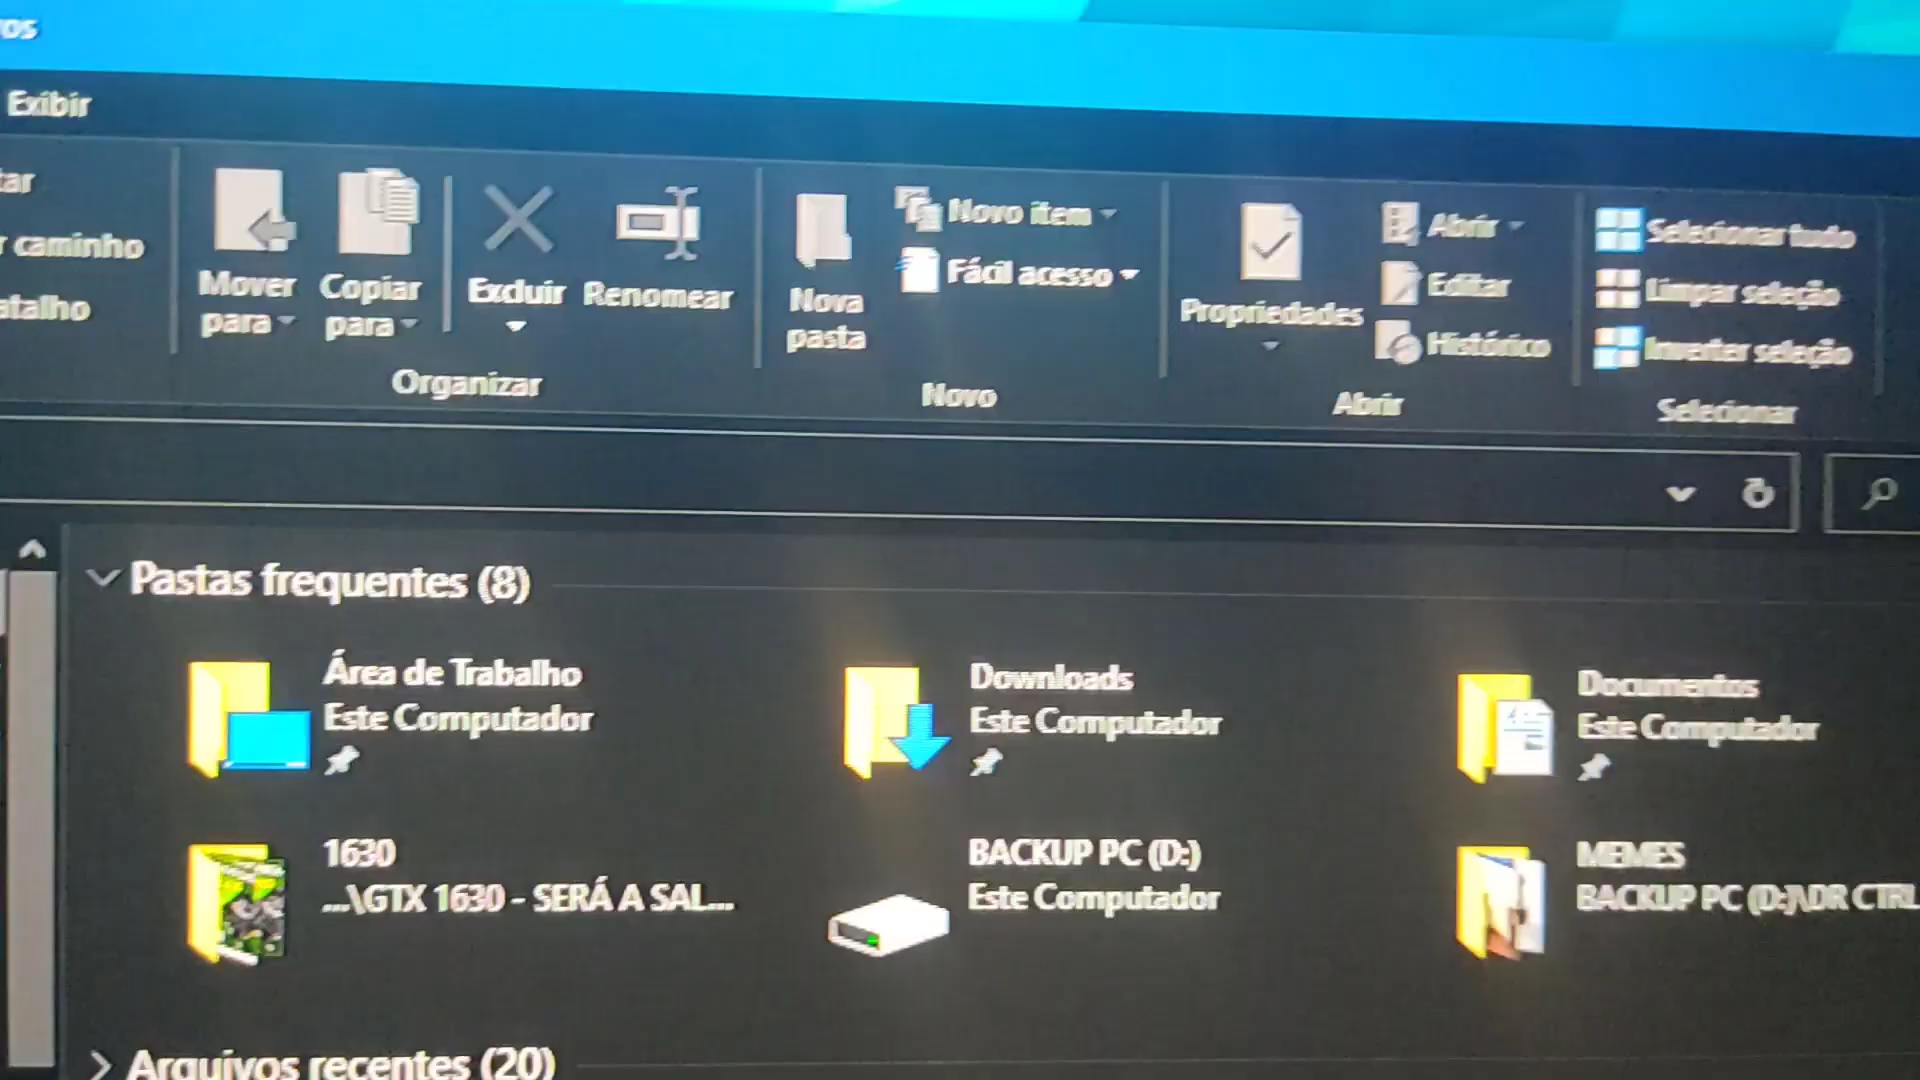 os
Exibir
tar
r caminho
atalho
Mover
para
Copiar
para
Excluir
Renomear
Organizar
Nova
pasta
Novo item
Fácil acesso
Novo
Propriedades
Abrir
Editar
Histórico
Abrir
Selecionar tudo
Limpar seleção
Inverter seleção
Selecionar
Pastas frequentes (8)
Área de Trabalho
Este Computador
Downloads
Este Computador
Documentos
Este Computador
1630
...\GTX 1630 - SERÁ A SAL...
BACKUP PC (D:)
Este Computador
MEMES
BACKUP PC (D:)\DR CTRL
Arquivos recentes (20)